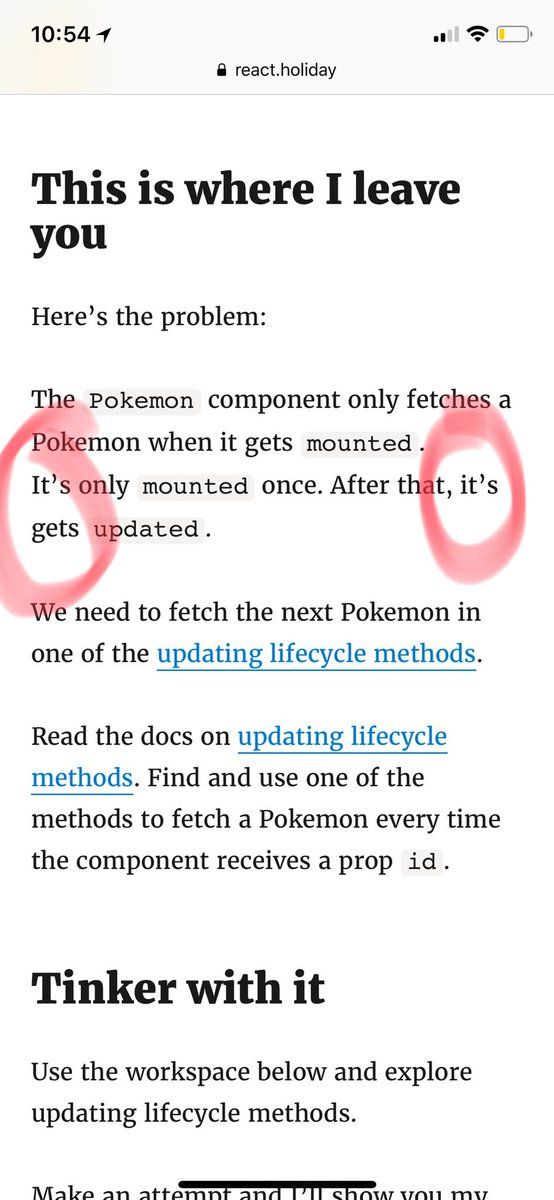 10:54
react.holiday
This is where I leave
you
Here’s the problem:
The Pokemon component only fetches a
Pokemon when it gets mounted.
It’s only mounted once. After that, it’s
gets updated.
We need to fetch the next Pokemon in
one of the updating lifecycle methods.
Read the docs on updating lifecycle
methods. Find and use one of the
methods to fetch a Pokemon every time
the component receives a prop id.
Tinker with it
Use the workspace below and explore
updating lifecycle methods.
Make an attempt and I’ll show you my